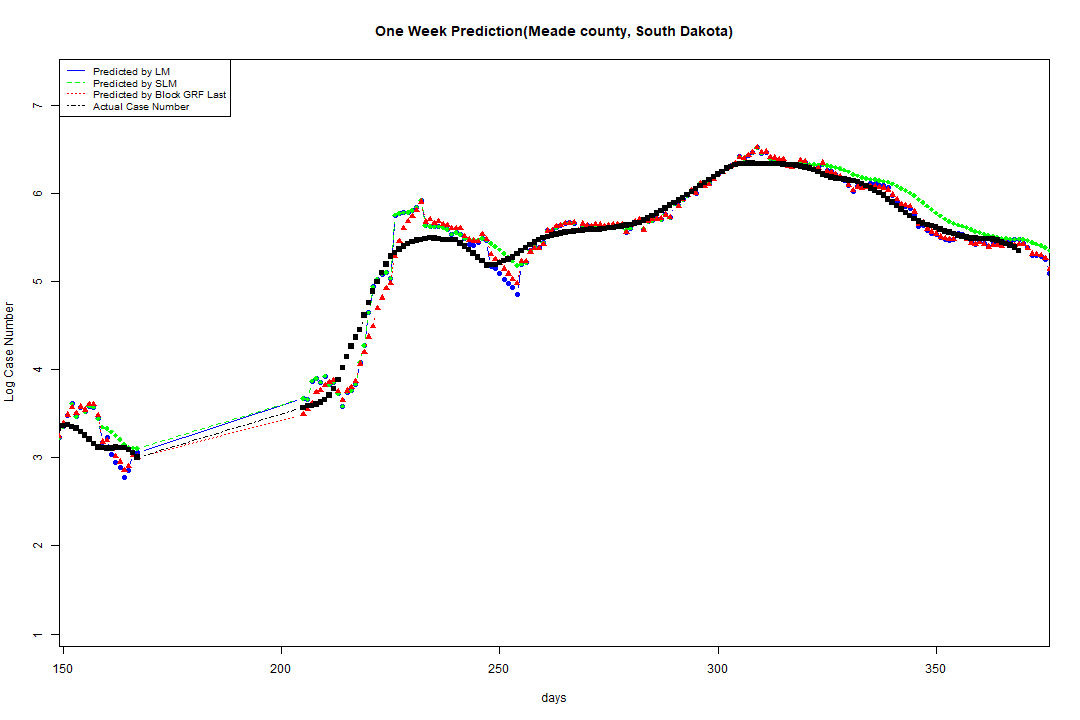 One Week Prediction(Meade county, South Dakota)
Predicted by LM
Predicted by SLM
Predicted by Block GRF Last
Actual Case Number
Log Case Number
7
6
5
4
3
2
1
150 200 250 300 350
days